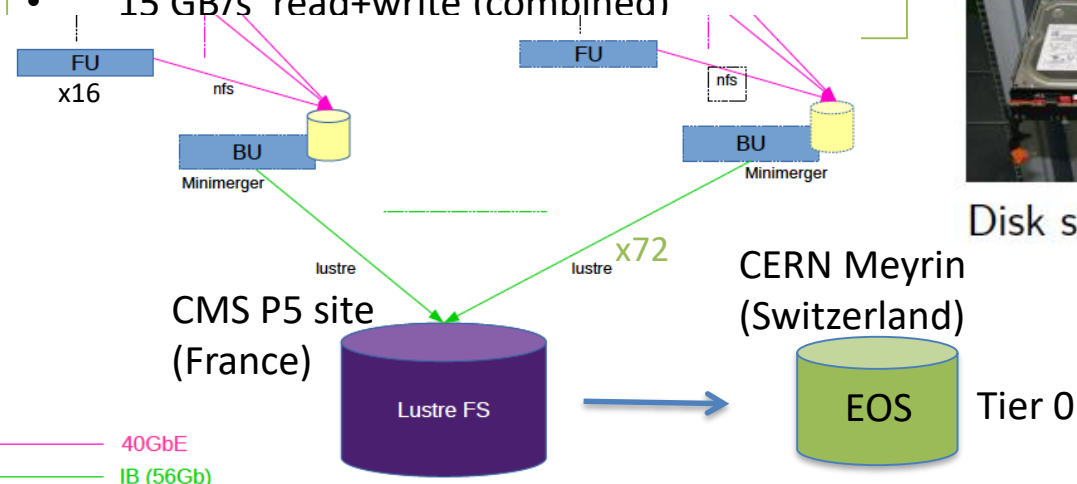 • 15 GB/s read+write (combined)
FU
x16
nfs
FU
nfs
BU
Minimerger
BU
Minimerger
lustre
lustre
x72
CMS P5 site
(France)
CERN Meyrin
(Switzerland)
Disk s
Lustre FS
EOS
Tier 0
40GbE
IB (56Gb)